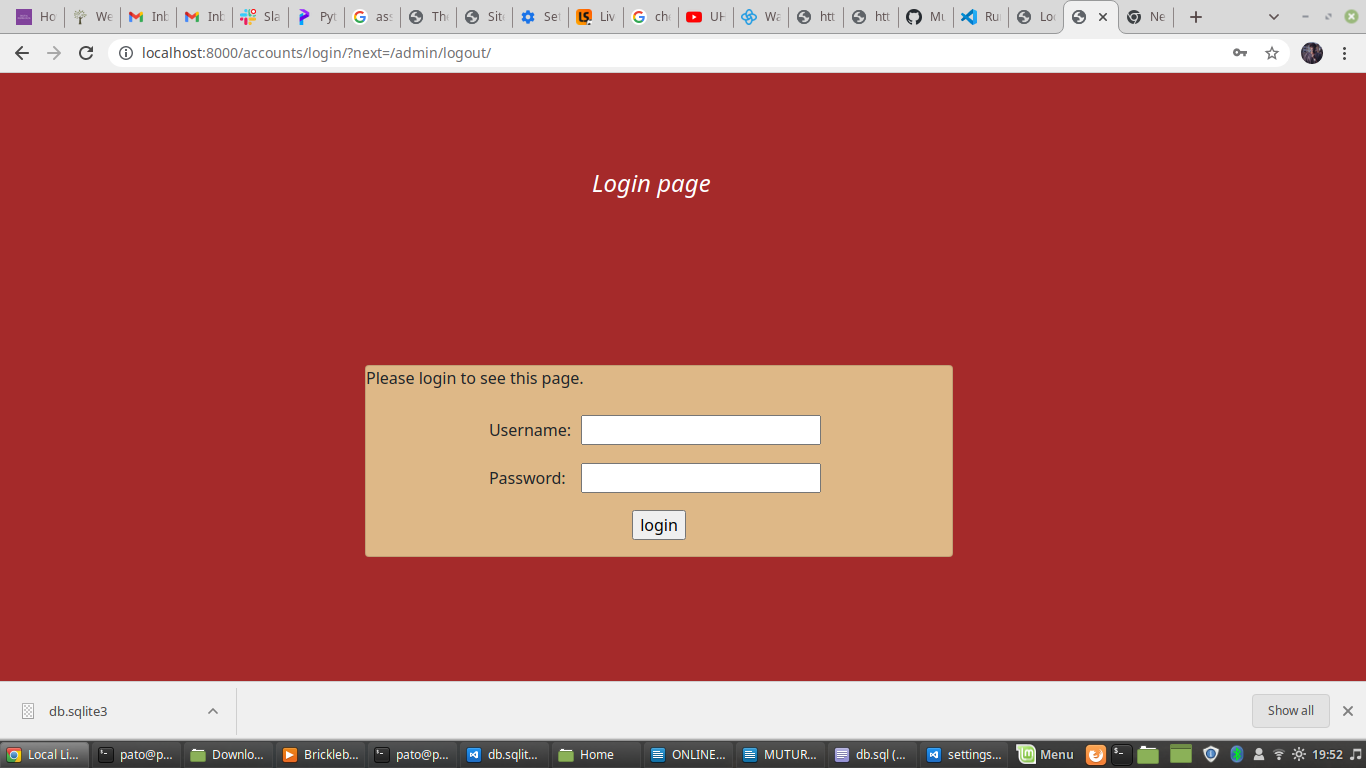 Ho We Inb Inb Sla Pyt ass The Site Set Liv che UH Wa htt htt Mu Ru Loc Ne
localhost:8000/accounts/login/?next=/admin/logout/
Login page
Please login to see this page.
Username:
Password:
login
db.sqlite3
Show all
Local Li... pato@p... Downlo... Brickleb... pato@p... db.sqlit... Home ONLINE... MUTUR... db.sql (... settings... Menu 19:52